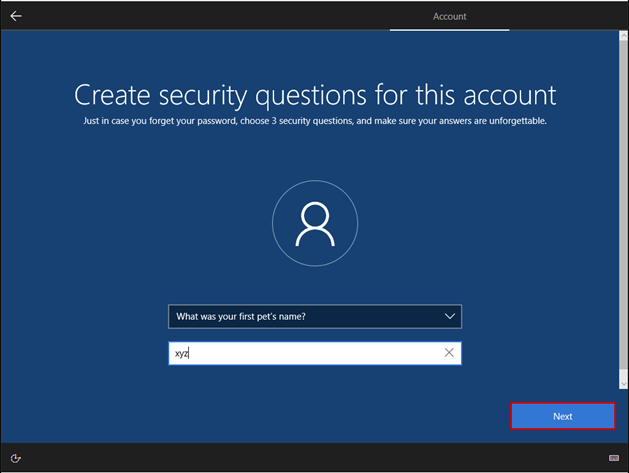 Account
Create security questions for this account
Just in case you forget your password, choose 3 security questions, and make sure your answers are unforgettable.
What was your first pet's name?
xyz
Next